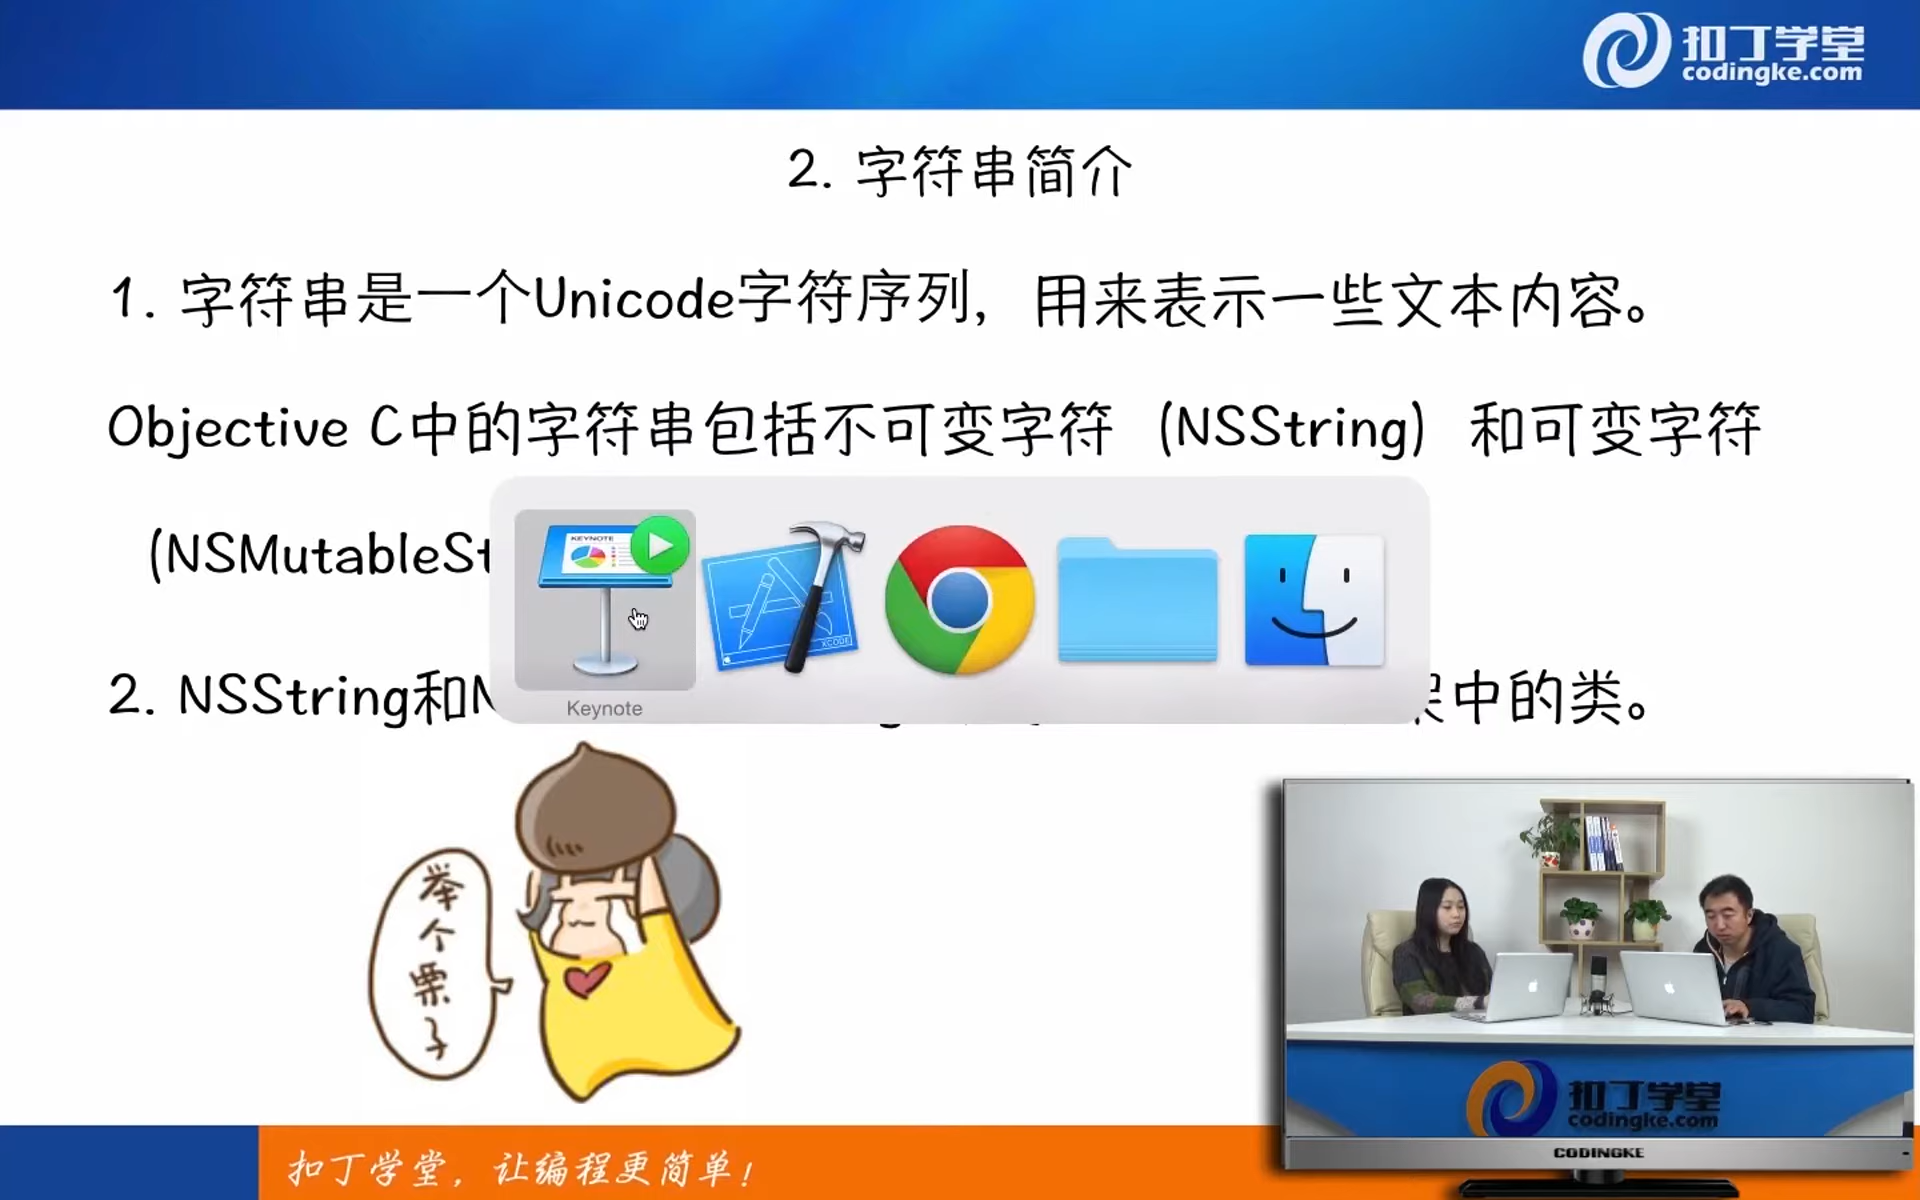 扣丁学堂
codingke.com
2. 字符串简介
1. 字符串是一个Unicode字符序列，用来表示一些文本内容。
Objective C中的字符串包括不可变字符（NSString）和可变字符
(NSMutableSt
KEYNOTE
XCODE
2. NSString和
中的类。
Keynote
举个栗子
扣丁学堂
codingke.com
CODINGKE
扣丁学堂，让编程更简单！